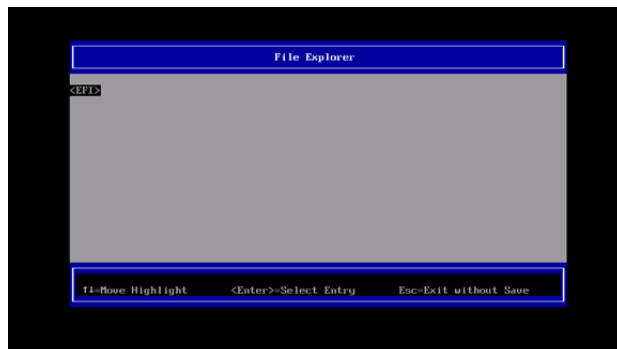 File Explorer
<EFI>
↑↓=Move Highlight <Enter>=Select Entry Esc=Exit without Save